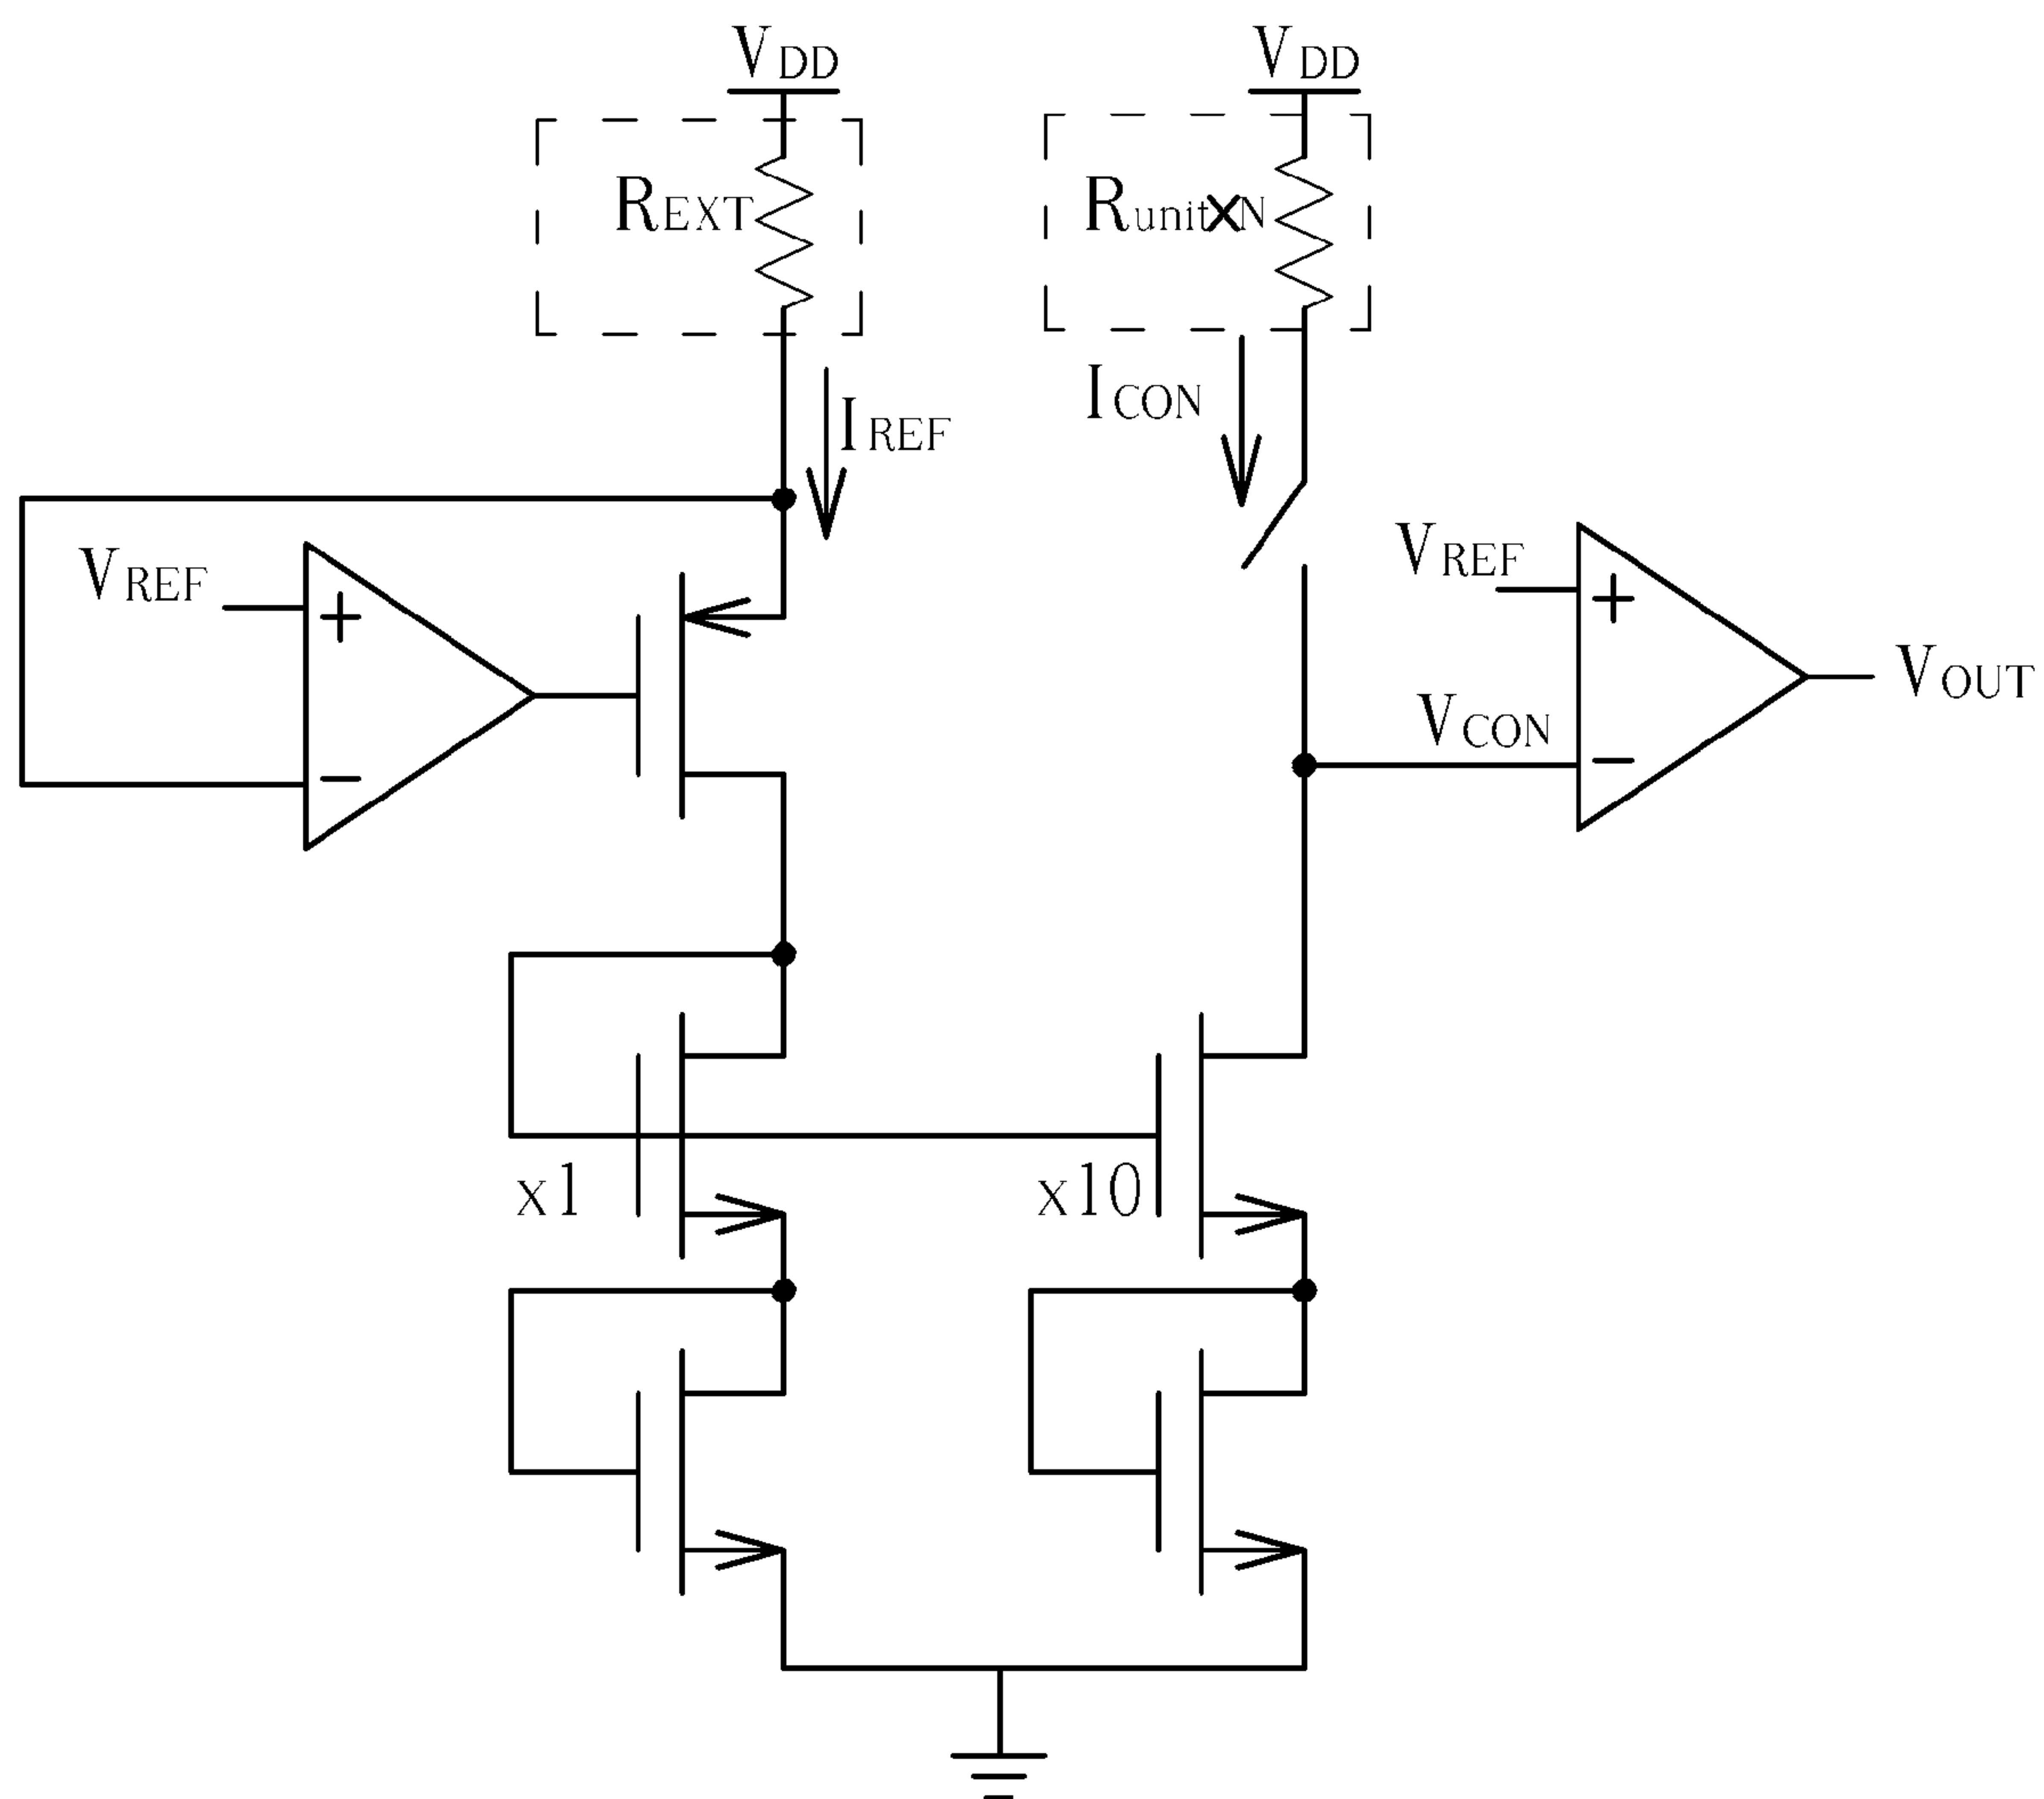 VDD
VDD
REXT
Runit×N
ICON
IREF
VREF
VREF
+
+
VOUT
VCON
−
−
x1
x10